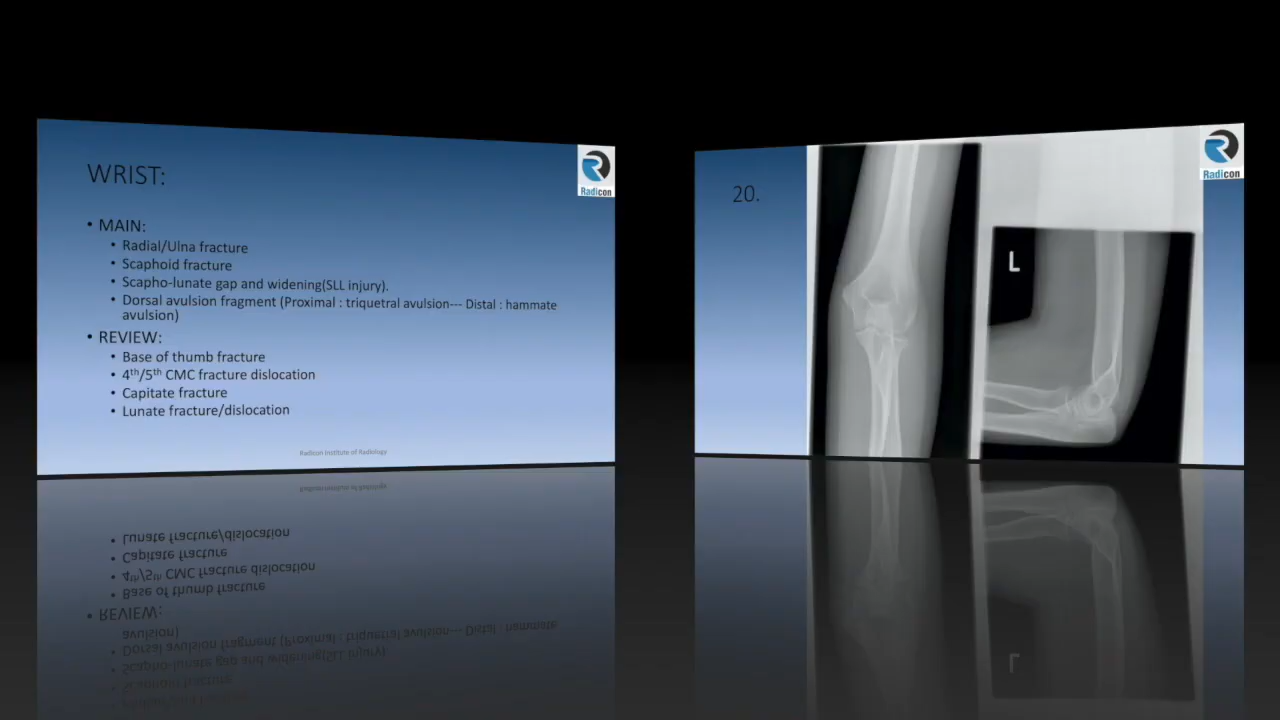 WRIST:
Radicon
• MAIN:
• Radial/Ulna fracture
• Scaphoid fracture
• Scapho-lunate gap and widening(SLL injury).
• Dorsal avulsion fragment (Proximal : triquetral avulsion--- Distal : hammate
avulsion)
• REVIEW:
• Base of thumb fracture
• 4th/5th CMC fracture dislocation
• Capitate fracture
• Lunate fracture/dislocation
Radicon Institute of Radiology
20.
L
Radicon